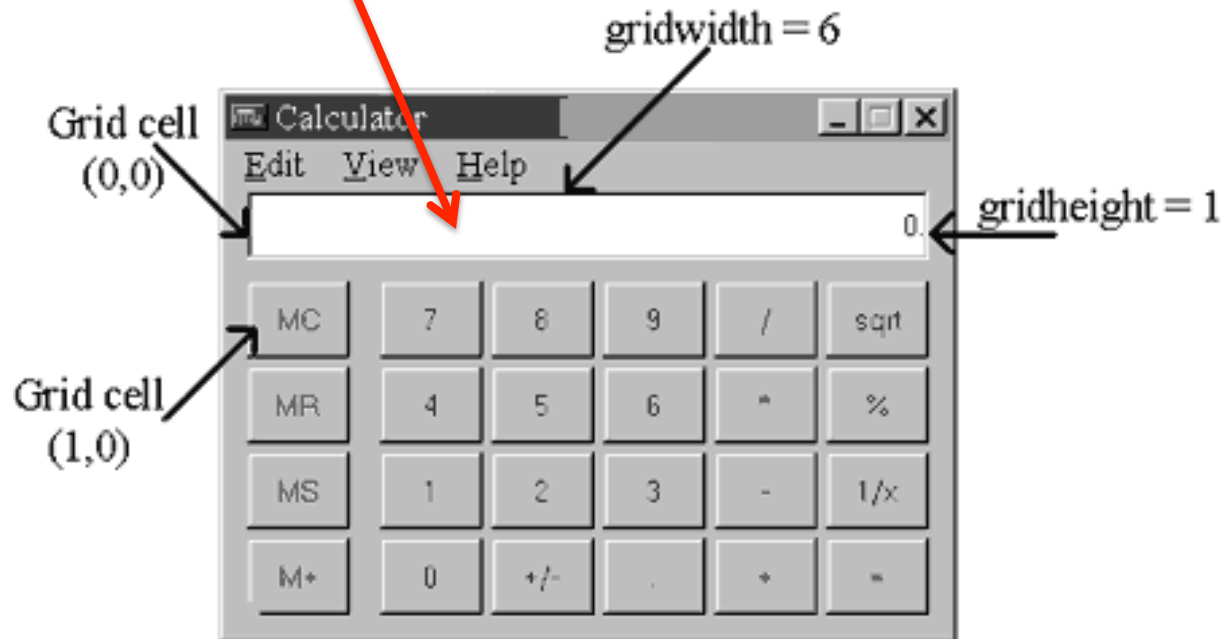 gridwidth = 6
Grid cell
(0,0)
Calculator
Edit View Help
0.
gridheight = 1
MC 7 8 9 / sqrt
Grid cell
(1,0)
MR 4 5 6 * %
MS 1 2 3 - 1/x
M+ 0 +/- . + =